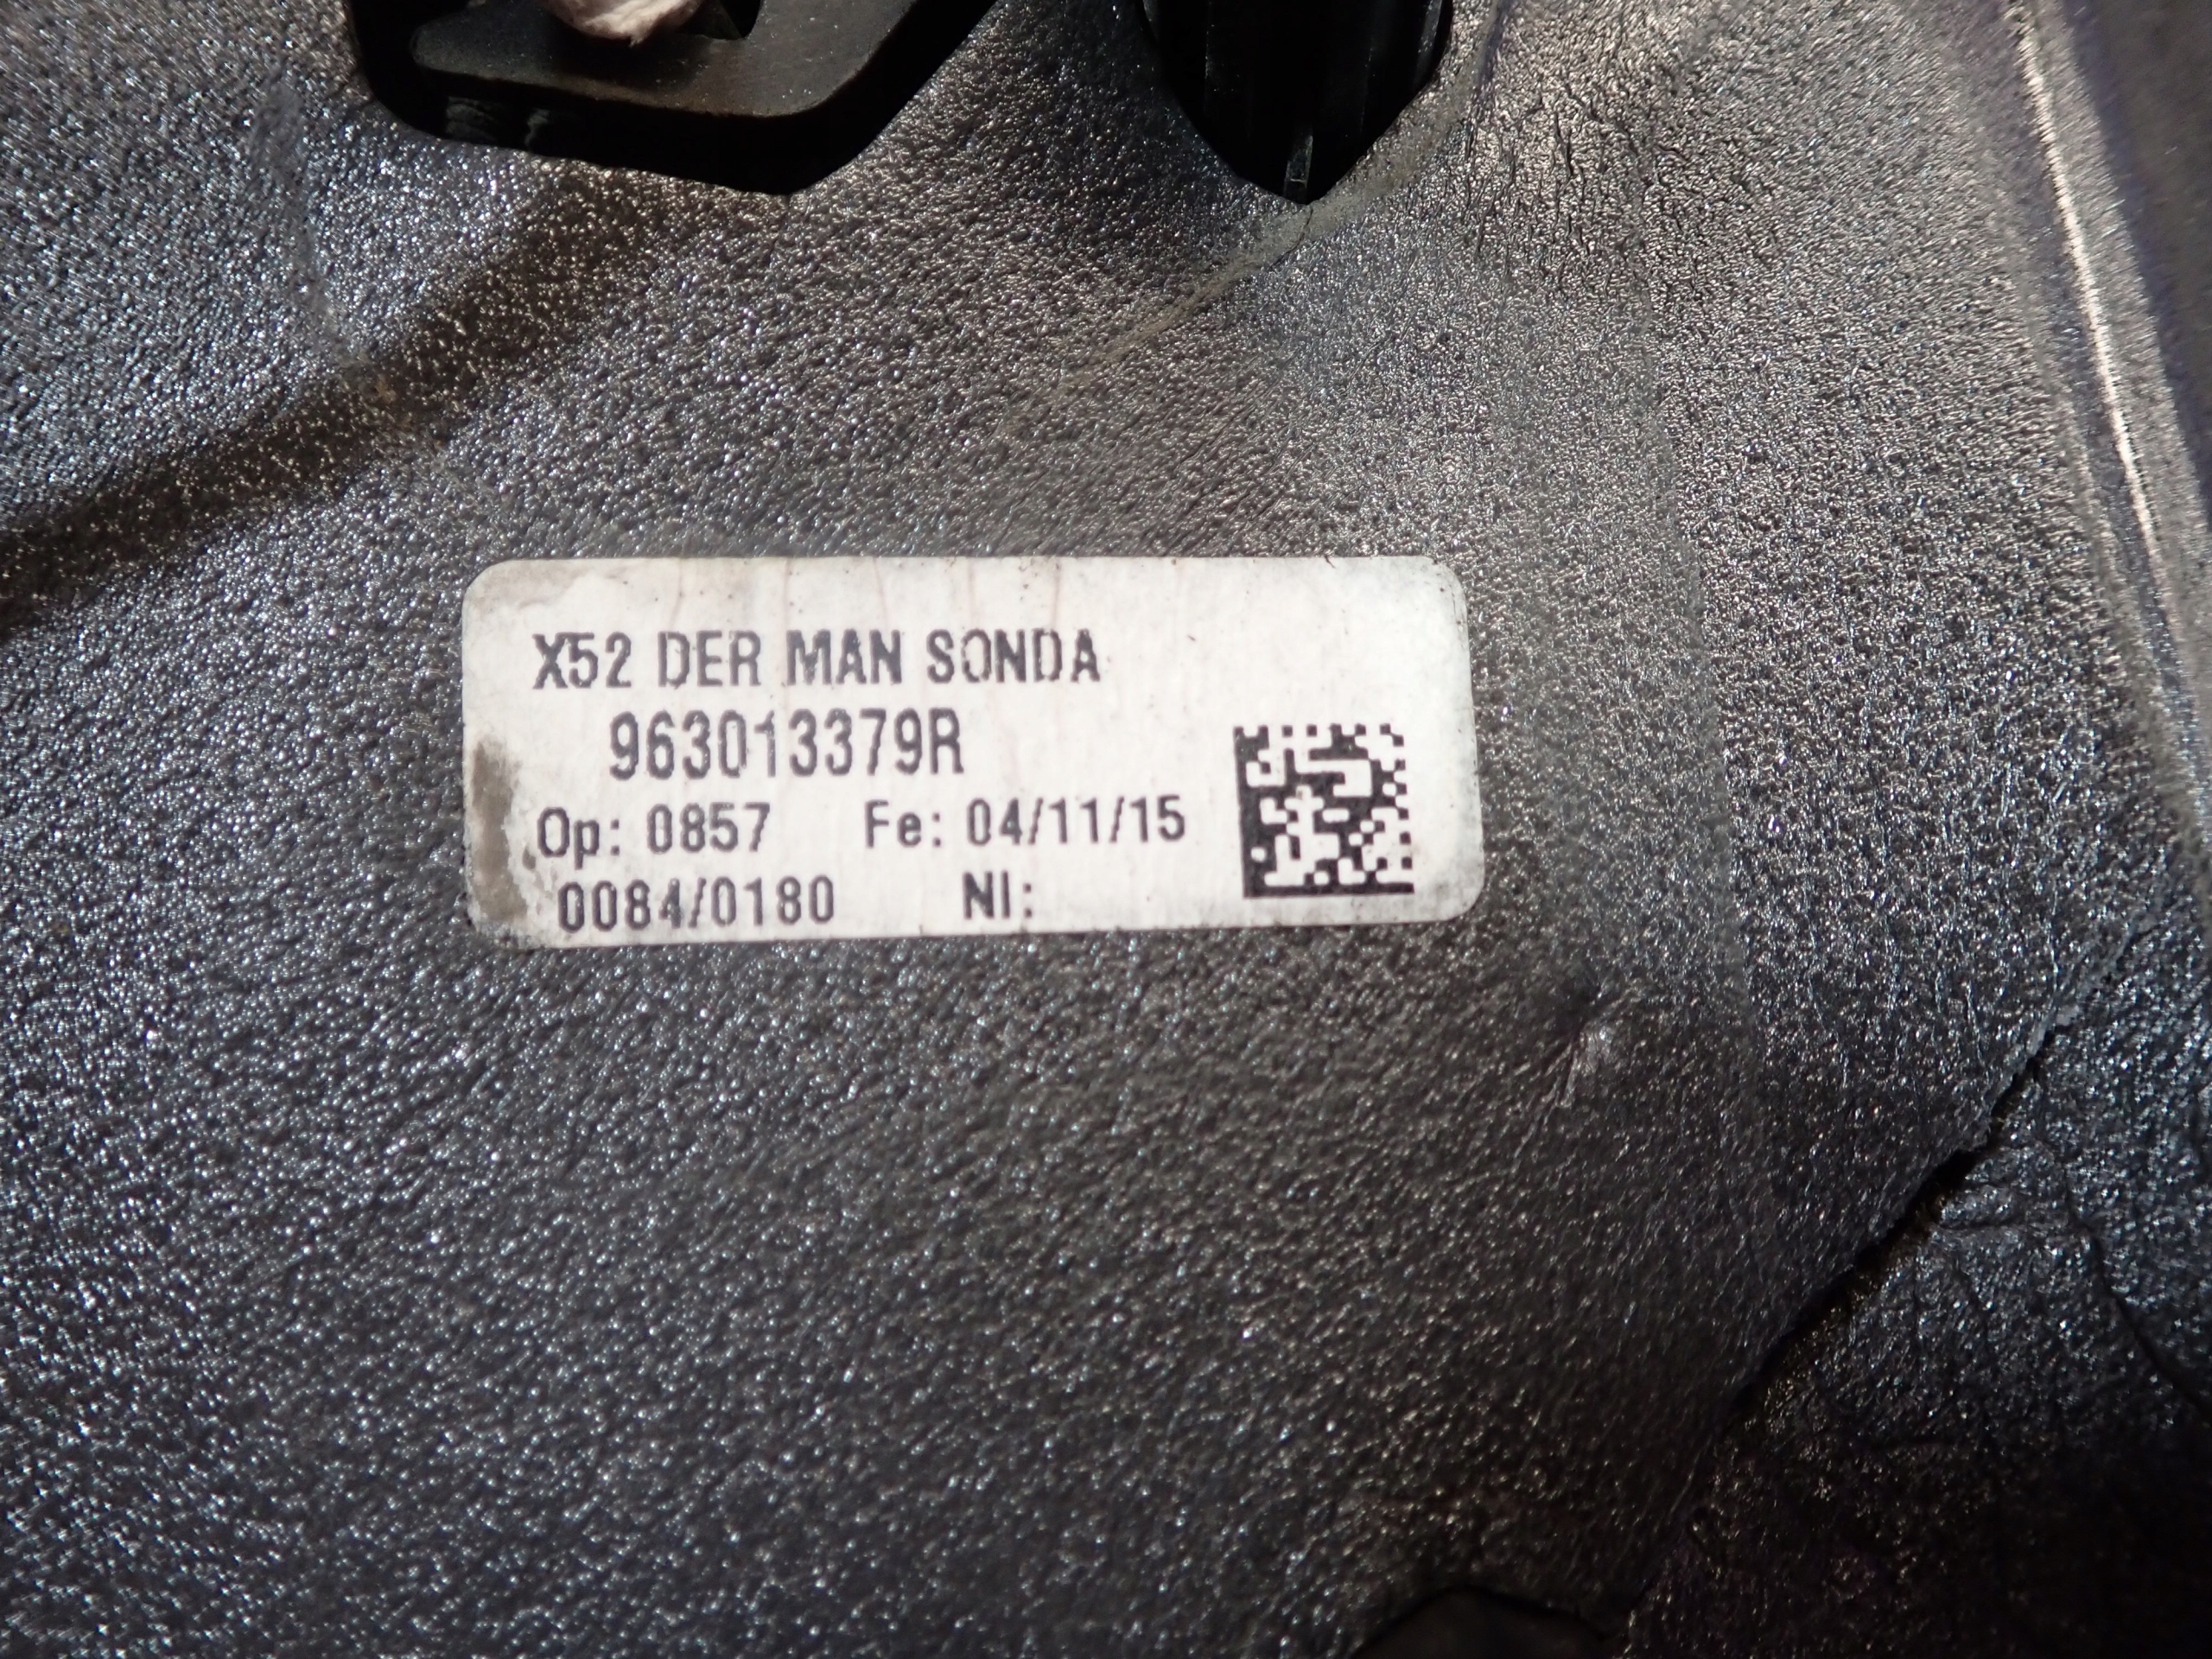 X52 DER MAN SONDA
963013379R
Op: 0857 Fe: 04/11/15
0084/0180 NI: